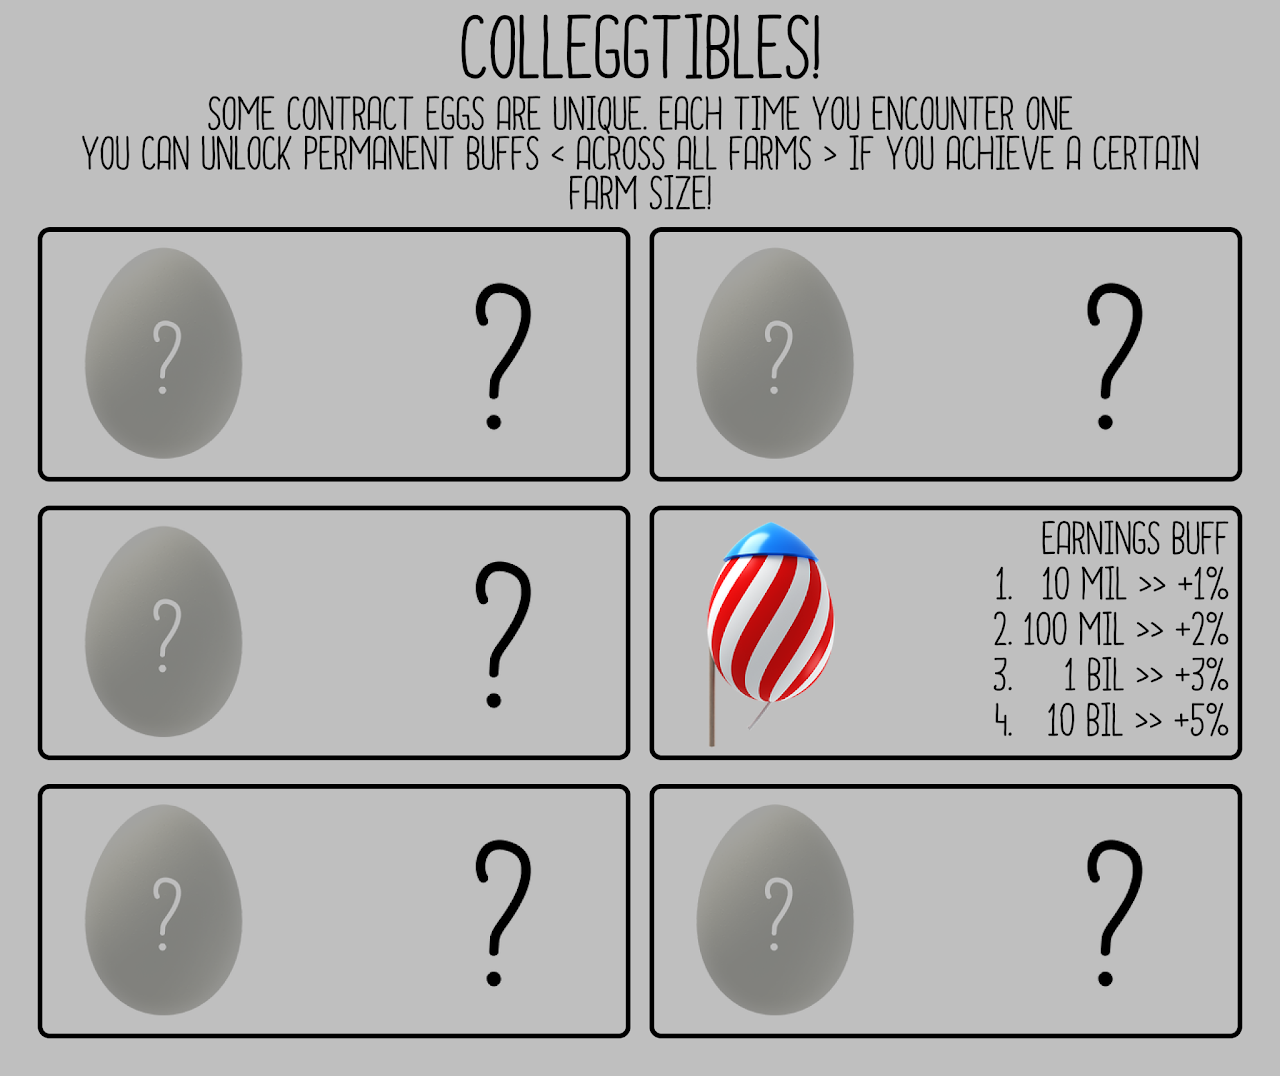 COLLEGGTIBLES!
SOME CONTRACT EGGS ARE UNIQUE. EACH TIME YOU ENCOUNTER ONE
YOU CAN UNLOCK PERMANENT BUFFS < ACROSS ALL FARMS > IF YOU ACHIEVE A CERTAIN
FARM SIZE!
? ?
? ?
? ?
EARNINGS BUFF
1. 10 MIL >> +1%
2. 100 MIL >> +2%
3. 1 BIL >> +3%
4. 10 BIL >> +5%
? ?
? ?